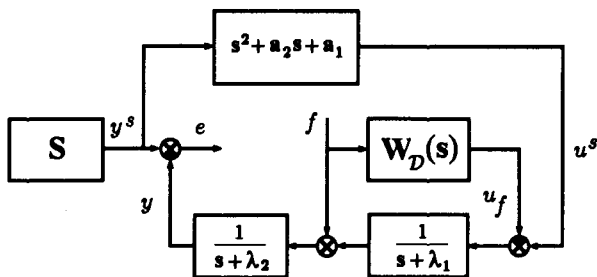 s² + a₂s + a₁
S
yˢ
e
f
W_D(s)
uˢ
y
u_f
1
s + λ₂
1
s + λ₁